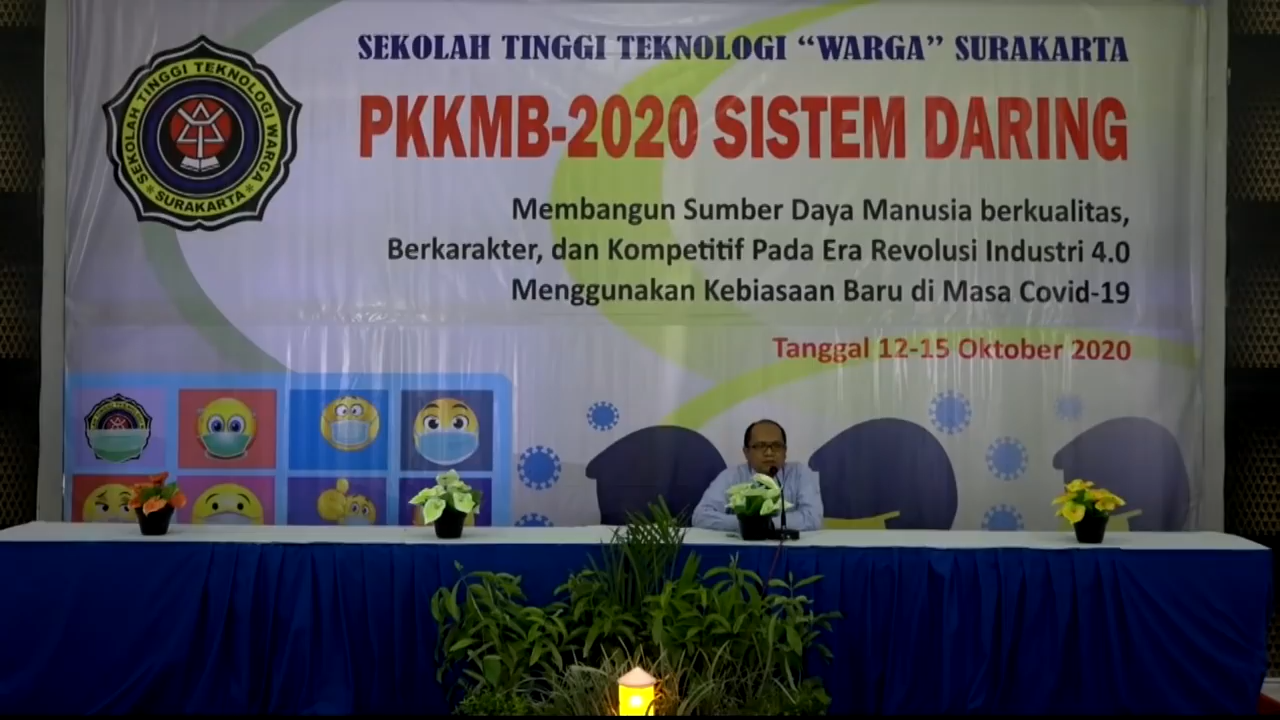 SEKOLAH TINGGI TEKNOLOGI “WARGA” SURAKARTA
PKKMB-2020 SISTEM DARING
Membangun Sumber Daya Manusia berkualitas,
Berkarakter, dan Kompetitif Pada Era Revolusi Industri 4.0
Menggunakan Kebiasaan Baru di Masa Covid-19
Tanggal 12-15 Oktober 2020
SEKOLAH TINGGI TEKNOLOGI WARGA
SURAKARTA